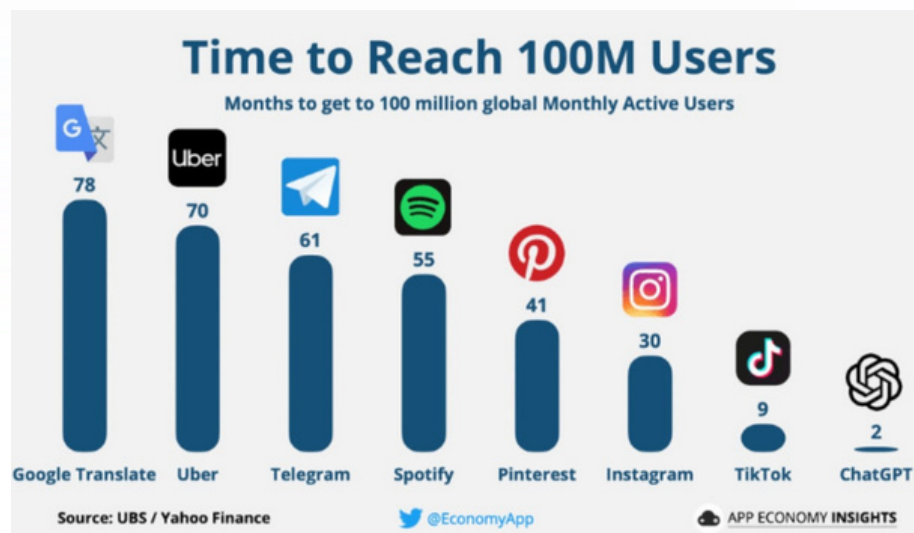 Time to Reach 100M Users
Months to get to 100 million global Monthly Active Users
G 文
Uber
78
70
61
55
41
30
9
2
Google Translate Uber Telegram Spotify Pinterest Instagram TikTok ChatGPT
Source: UBS / Yahoo Finance @EconomyApp APP ECONOMY INSIGHTS